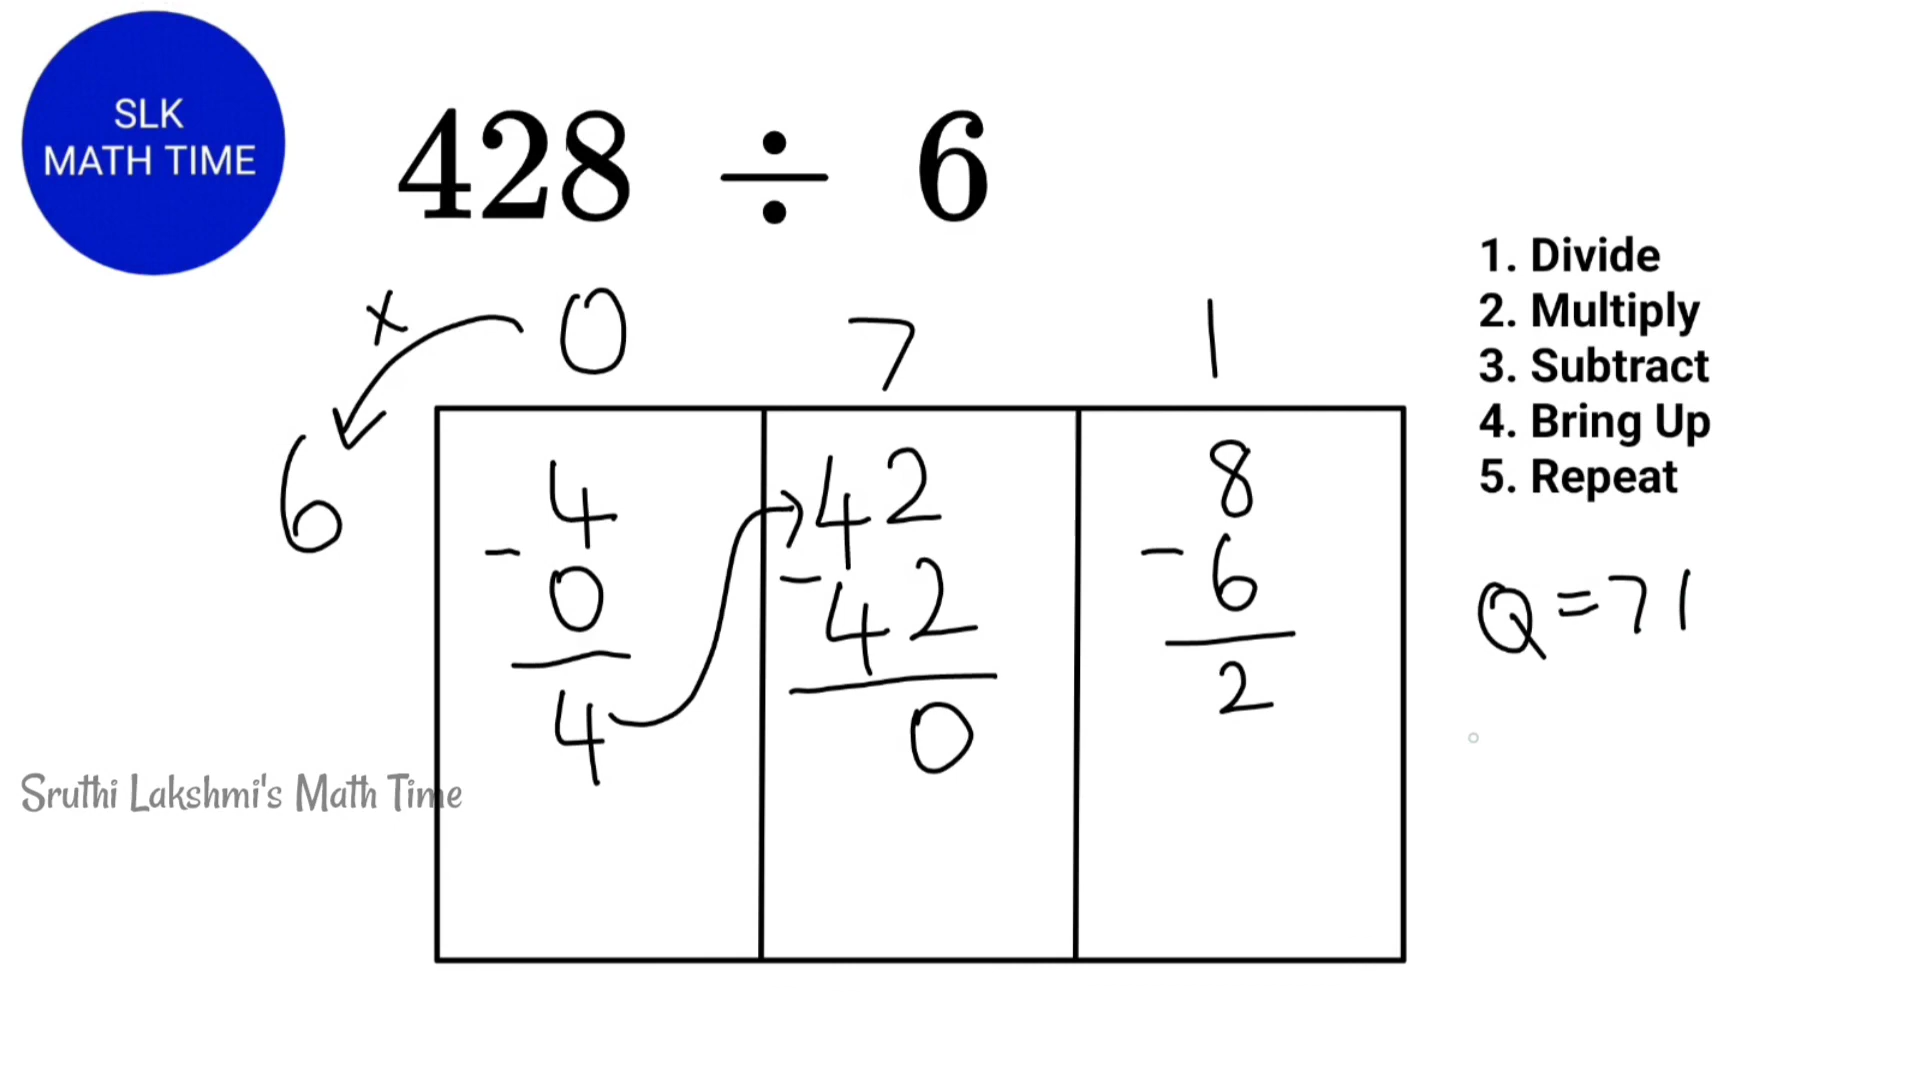 SLK
MATH TIME
428 ÷ 6
1. Divide
2. Multiply
3. Subtract
4. Bring Up
5. Repeat
x 0 7 1
6
4 42 8
- 0 - 42 - 6
4 0 2
Q = 71
Sruthi Lakshmi's Math Time